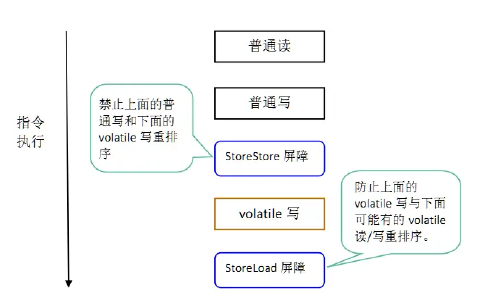 普通读
禁止上面的普
通写和下面的
volatile 写重排
序
普通写
指令
执行
StoreStore 屏障
防止上面的
volatile 写与下面
可能有的 volatile
读/写重排序。
volatile 写
StoreLoad 屏障